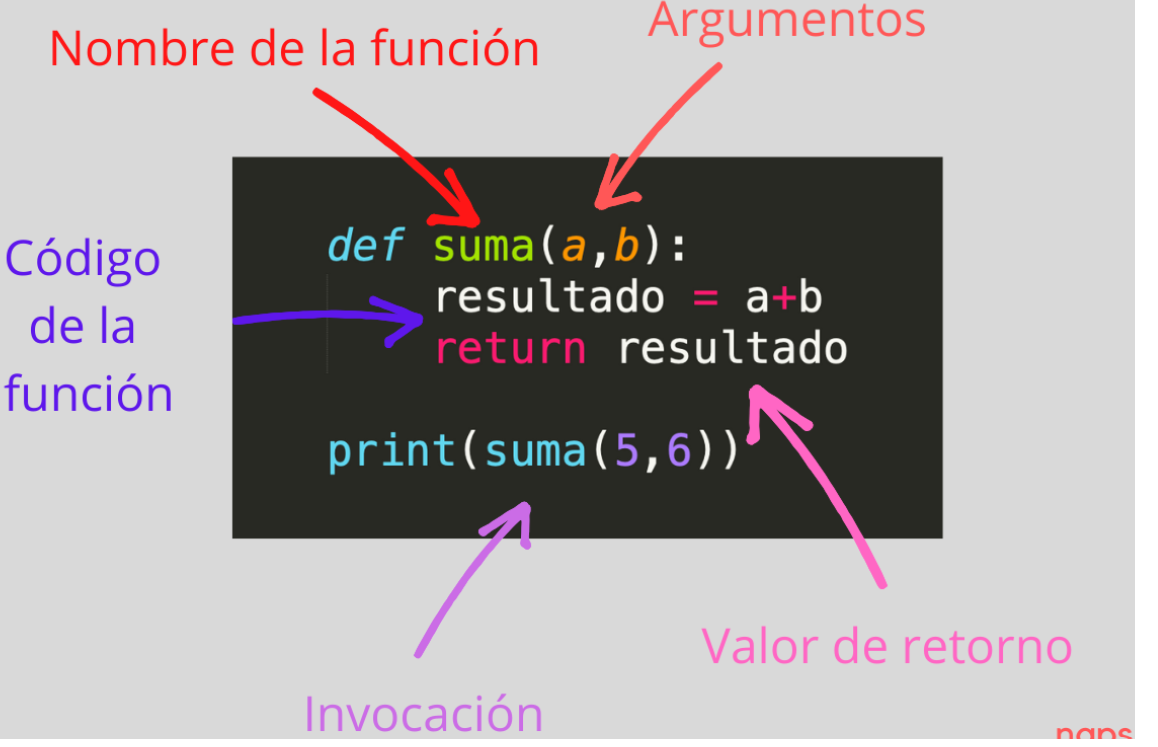 Argumentos
Nombre de la función
def suma(a,b):
resultado = a+b
return resultado
print(suma(5,6))
Código
de la
función
Valor de retorno
Invocación
naps